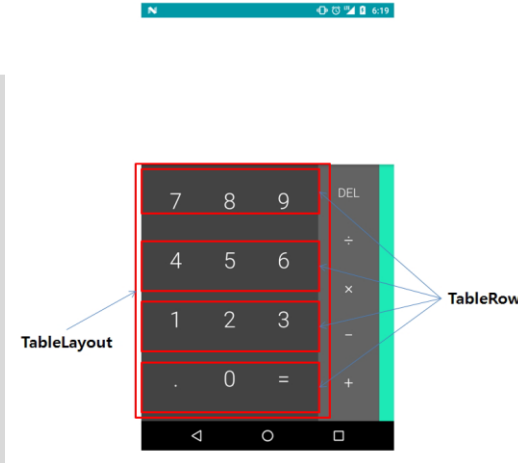 6:19
7 8 9 DEL
÷
4 5 6
×
1 2 3
TableRow
−
TableLayout
. 0 = +